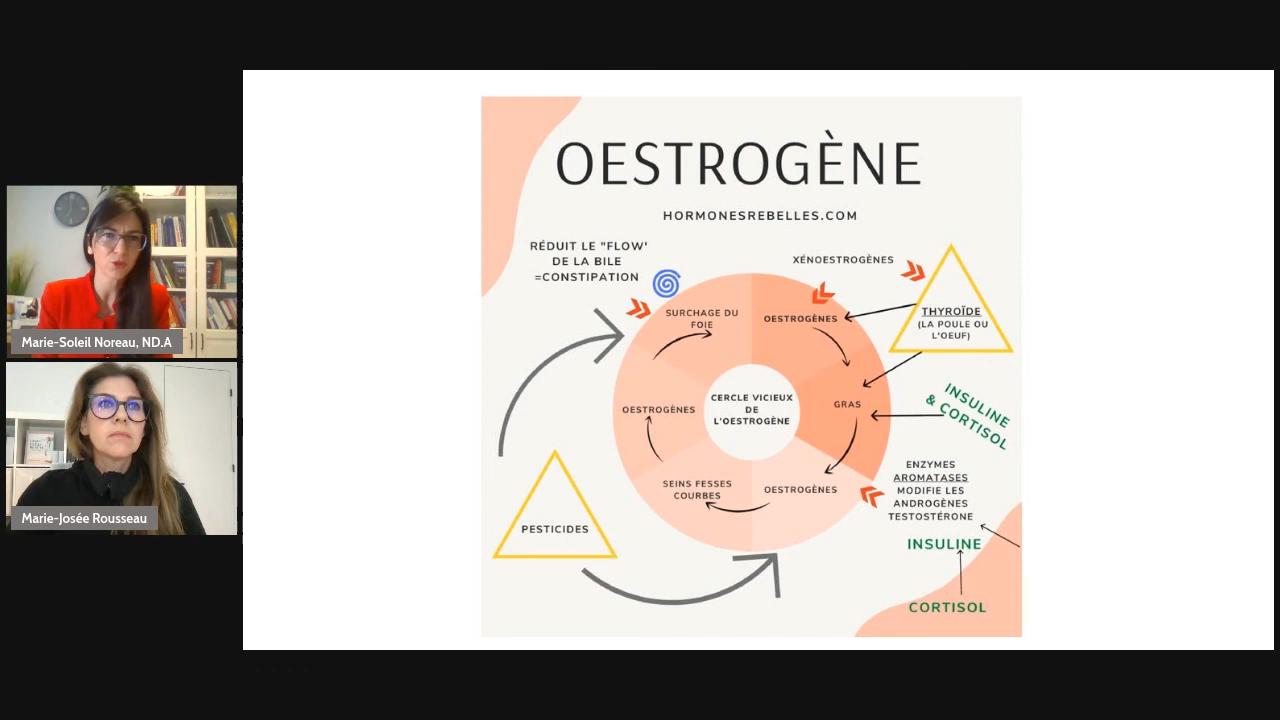 OESTROGÈNE
HORMONESREBELLES.COM
RÉDUIT LE "FLOW'
DE LA BILE
=CONSTIPATION
XÉNOESTROGÈNES
SURCHAGE DU
FOIE
OESTROGÈNES
THYROÏDE
(LA POULE OU
L'OEUF)
CERCLE VICIEUX
DE
L'OESTROGÈNE
GRAS
INSULINE
& CORTISOL
OESTROGÈNES
SEINS FESSES
COURBES
OESTROGÈNES
ENZYMES
AROMATASES
MODIFIE LES
ANDROGÈNES
TESTOSTÉRONE
PESTICIDES
INSULINE
CORTISOL
Marie-Soleil Noreau, ND.A
Marie-Josée Rousseau